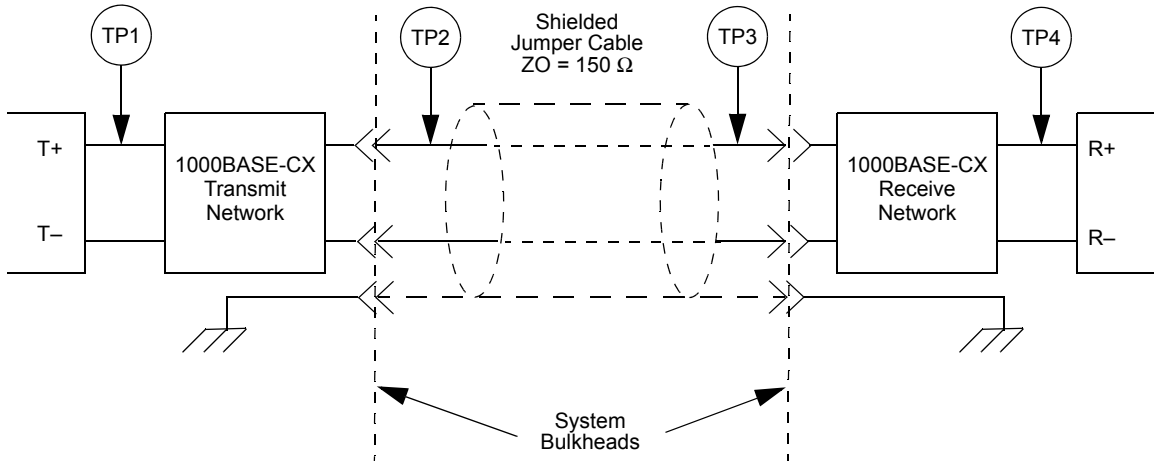 TP1
TP2
Shielded
Jumper Cable
ZO = 150 Ω
TP3
TP4
T+
T–
1000BASE-CX
Transmit
Network
1000BASE-CX
Receive
Network
R+
R–
System
Bulkheads